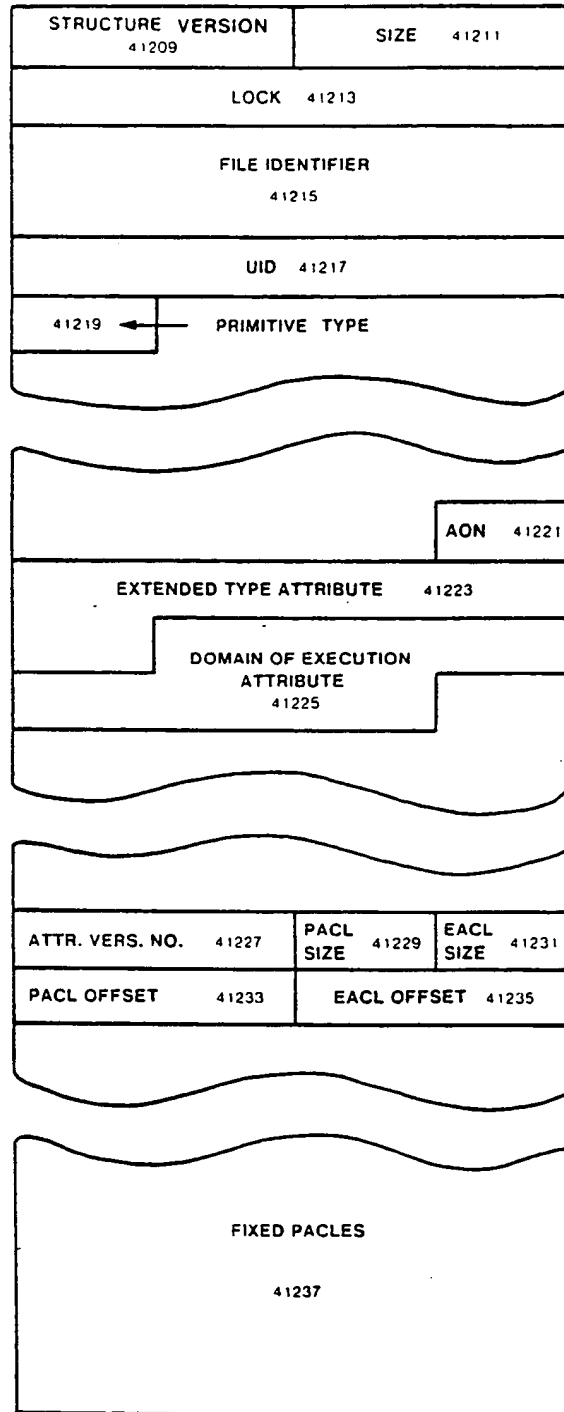 STRUCTURE VERSION
41209
SIZE 41211
LOCK 41213
FILE IDENTIFIER
41215
UID 41217
41219 PRIMITIVE TYPE
AON 41221
EXTENDED TYPE ATTRIBUTE 41223
DOMAIN OF EXECUTION
ATTRIBUTE
41225
ATTR. VERS. NO. 41227
PACL
SIZE 41229
EACL
SIZE 41231
PACL OFFSET 41233
EACL OFFSET 41235
FIXED PACLES
41237